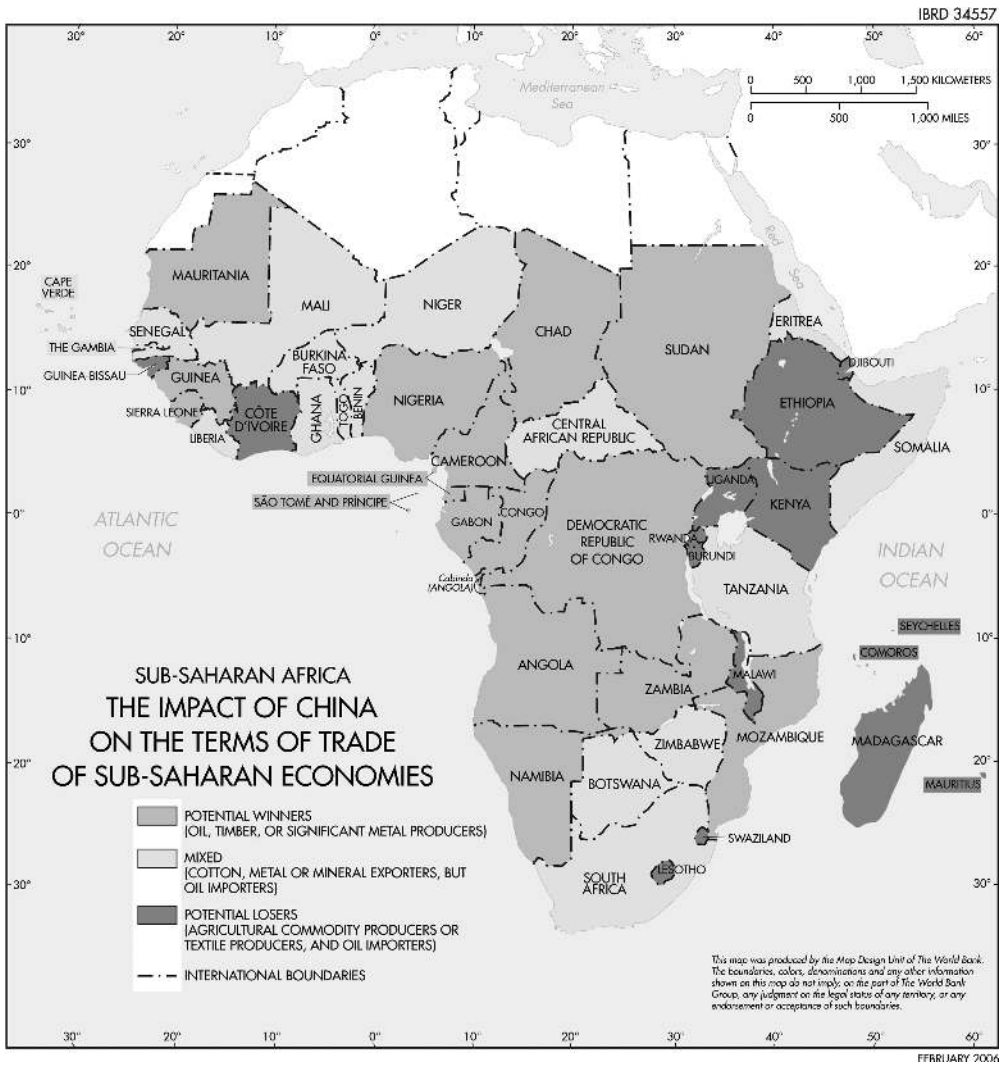 IBRD 34557
30° 20° 10° 0° 10° 20° 30° 40° 50° 60°
0 500 1,000 1,500 KILOMETERS
0 500 1,000 MILES
Mediterranean
Sea
30° 30°
Red
Sea
20° 20°
CAPE
VERDE
MAURITANIA
MALI
NIGER
CHAD
SUDAN
ERITREA
SENEGAL
THE GAMBIA
GUINEA-BISSAU
GUINEA
BURKINA
FASO
DJIBOUTI
10° 10°
SIERRA LEONE
LIBERIA
CÔTE
D'IVOIRE
GHANA
TOGO
BENIN
NIGERIA
CENTRAL
AFRICAN REPUBLIC
ETHIOPIA
SOMALIA
CAMEROON
EQUATORIAL GUINEA
SÃO TOMÉ AND PRÍNCIPE
GABON
CONGO
DEMOCRATIC
REPUBLIC
OF CONGO
UGANDA
KENYA
RWANDA
BURUNDI
0° 0°
ATLANTIC
OCEAN
INDIAN
OCEAN
Cabinda
(ANGOLA)
TANZANIA
SEYCHELLES
COMOROS
10° 10°
ANGOLA
ZAMBIA
MALAWI
MOZAMBIQUE
MADAGASCAR
MAURITIUS
ZIMBABWE
NAMIBIA
BOTSWANA
20° 20°
SWAZILAND
LESOTHO
SOUTH
AFRICA
30° 30°
SUB-SAHARAN AFRICA
THE IMPACT OF CHINA
ON THE TERMS OF TRADE
OF SUB-SAHARAN ECONOMIES
POTENTIAL WINNERS
(OIL, TIMBER, OR SIGNIFICANT METAL PRODUCERS)
MIXED
(COTTON, METAL OR MINERAL EXPORTERS, BUT
OIL IMPORTERS)
POTENTIAL LOSERS
(AGRICULTURAL COMMODITY PRODUCERS OR
TEXTILE PRODUCERS, AND OIL IMPORTERS)
INTERNATIONAL BOUNDARIES
This map was produced by the Map Design Unit of The World Bank.
The boundaries, colors, denominations and any other information
shown on this map do not imply, on the part of The World Bank
Group, any judgment on the legal status of any territory, or any
endorsement or acceptance of such boundaries.
30° 20° 10° 0° 10° 20° 30° 40° 50° 60°
FEBRUARY 2006